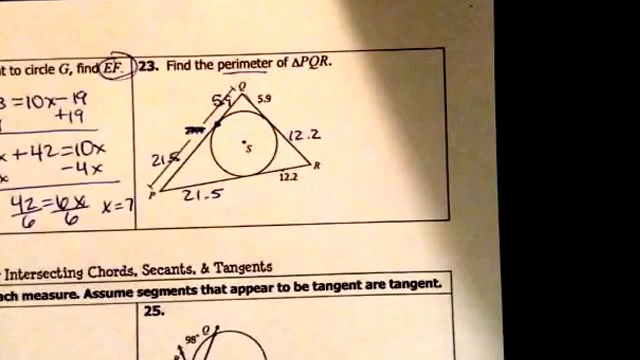 nt to circle G, find EF.
3 = 10x - 19
+19
x + 42 = 10x
- 4x
42 = 6x
6 6
x = 7
23. Find the perimeter of ΔPQR.
Q
5.9 5.9
12.2
21.5
S
R
12.2
P
21.5
Intersecting Chords, Secants, & Tangents
ach measure. Assume segments that appear to be tangent are tangent.
25.
98°
Q